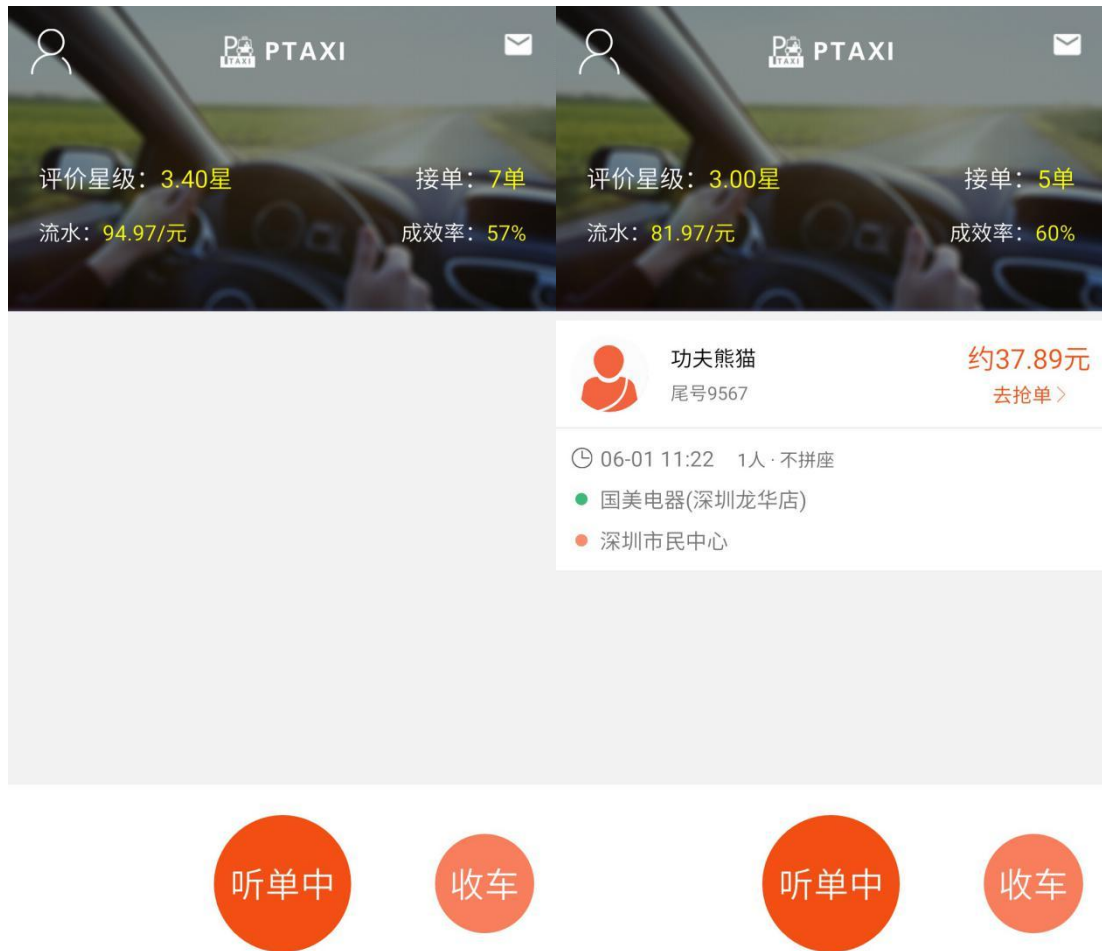 PTAXI
评价星级：3.40星
接单：7单
流水：94.97/元
成效率：57%
听单中
收车
PTAXI
评价星级：3.00星
接单：5单
流水：81.97/元
成效率：60%
功夫熊猫
约37.89元
尾号9567
去抢单>
06-01 11:22 1人·不拼座
国美电器(深圳龙华店)
深圳市民中心
听单中
收车